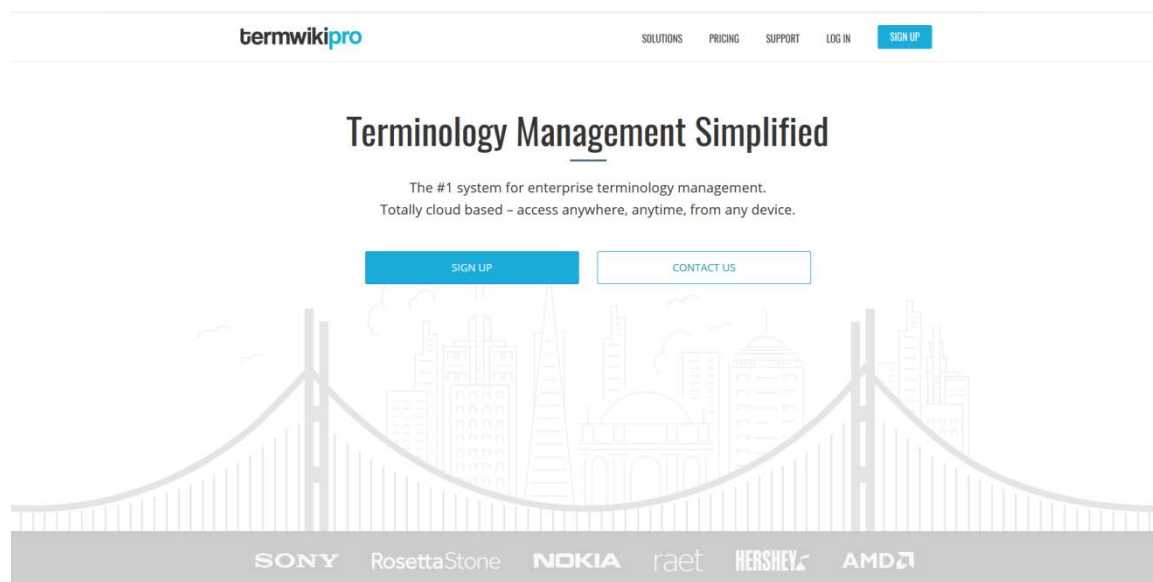 termwikipro
SOLUTIONS PRICING SUPPORT LOG IN SIGN UP
Terminology Management Simplified
The #1 system for enterprise terminology management.
Totally cloud based – access anywhere, anytime, from any device.
SIGN UP CONTACT US
SONY RosettaStone NOKIA raet HERSHEY AMD